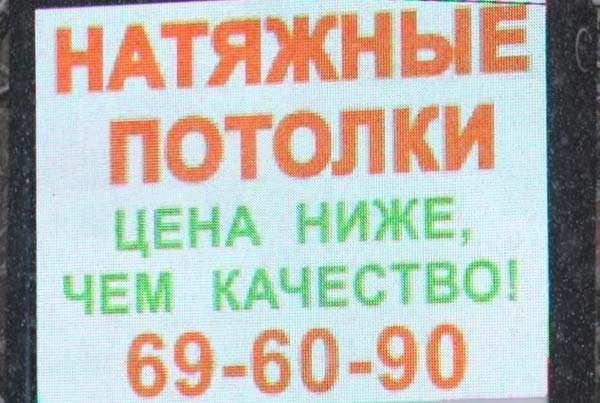 НАТЯЖНЫЕ
ПОТОЛКИ
ЦЕНА НИЖЕ,
ЧЕМ КАЧЕСТВО!
69-60-90